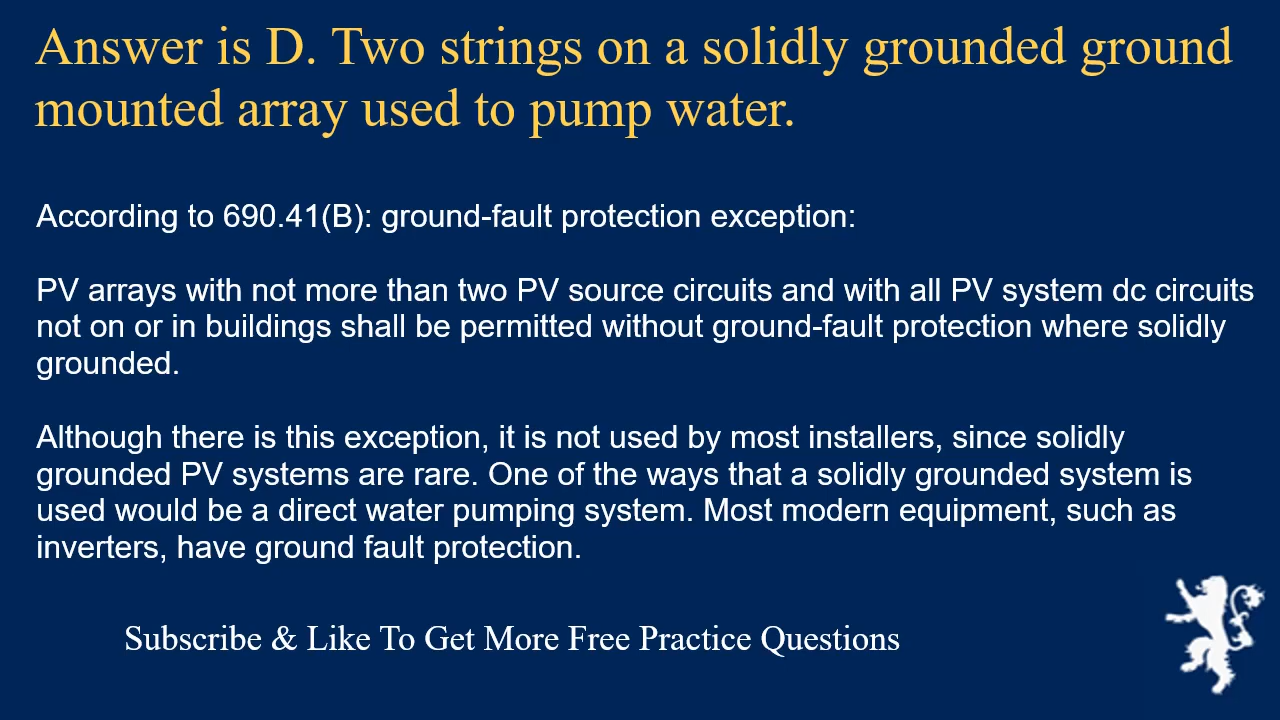 Answer is D. Two strings on a solidly grounded ground
mounted array used to pump water.
According to 690.41(B): ground-fault protection exception:
PV arrays with not more than two PV source circuits and with all PV system dc circuits
not on or in buildings shall be permitted without ground-fault protection where solidly
grounded.
Although there is this exception, it is not used by most installers, since solidly
grounded PV systems are rare. One of the ways that a solidly grounded system is
used would be a direct water pumping system. Most modern equipment, such as
inverters, have ground fault protection.
Subscribe & Like To Get More Free Practice Questions